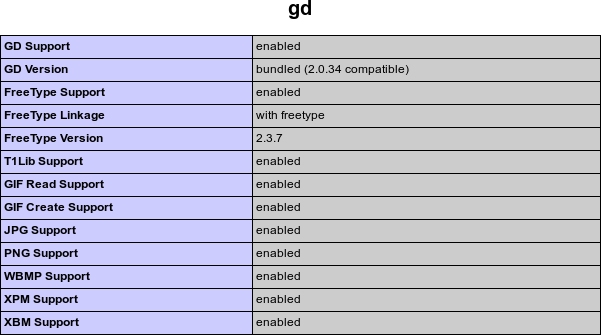 gd
GD Support enabled
GD Version bundled (2.0.34 compatible)
FreeType Support enabled
FreeType Linkage with freetype
FreeType Version 2.3.7
T1Lib Support enabled
GIF Read Support enabled
GIF Create Support enabled
JPG Support enabled
PNG Support enabled
WBMP Support enabled
XPM Support enabled
XBM Support enabled